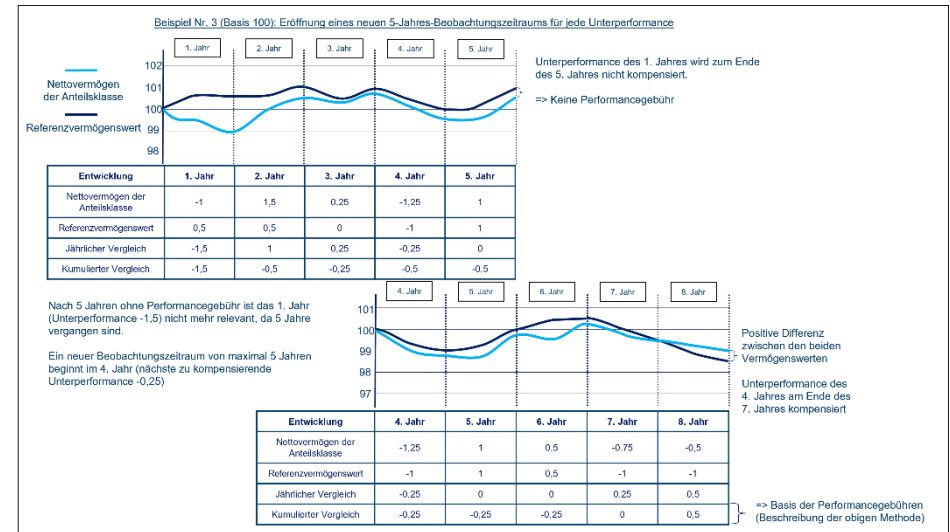 Beispiel Nr. 3 (Basis 100): Eröffnung eines neuen 5-Jahres-Beobachtungszeitraums für jede Unterperformance
1. Jahr 2. Jahr 3. Jahr 4. Jahr 5. Jahr
Nettovermögen
der Anteilsklasse
Referenzvermögenswert
102
101
100
99
98
Unterperformance des 1. Jahres wird zum Ende
des 5. Jahres nicht kompensiert.
=> Keine Performancegebühr
Entwicklung 1. Jahr 2. Jahr 3. Jahr 4. Jahr 5. Jahr
Nettovermögen der
Anteilsklasse -1 1,5 0,25 -1,25 1
Referenzvermögenswert 0,5 0,5 0 -1 1
Jährlicher Vergleich -1,5 1 0,25 -0,25 0
Kumulierter Vergleich -1,5 -0,5 -0,25 -0.5 -0.5
Nach 5 Jahren ohne Performancegebühr ist das 1. Jahr
(Unterperformance -1,5) nicht mehr relevant, da 5 Jahre
vergangen sind.
Ein neuer Beobachtungszeitraum von maximal 5 Jahren
beginnt im 4. Jahr (nächste zu kompensierende
Unterperformance -0,25)
4. Jahr 5. Jahr 6. Jahr 7. Jahr 8. Jahr
101
100
99
98
97
Positive Differenz
zwischen den beiden
Vermögenswerten
Unterperformance des
4. Jahres am Ende des
7. Jahres kompensiert
Entwicklung 4. Jahr 5. Jahr 6. Jahr 7. Jahr 8. Jahr
Nettovermögen der
Anteilsklasse -1,25 1 0,5 -0.75 -0,5
Referenzvermögenswert -1 1 0,5 -1 -1
Jährlicher Vergleich -0,25 0 0 0,25 0,5
Kumulierter Vergleich -0,25 -0,25 -0,25 0 0,5
=> Basis der Performancegebühren
(Beschreibung der obigen Methode)